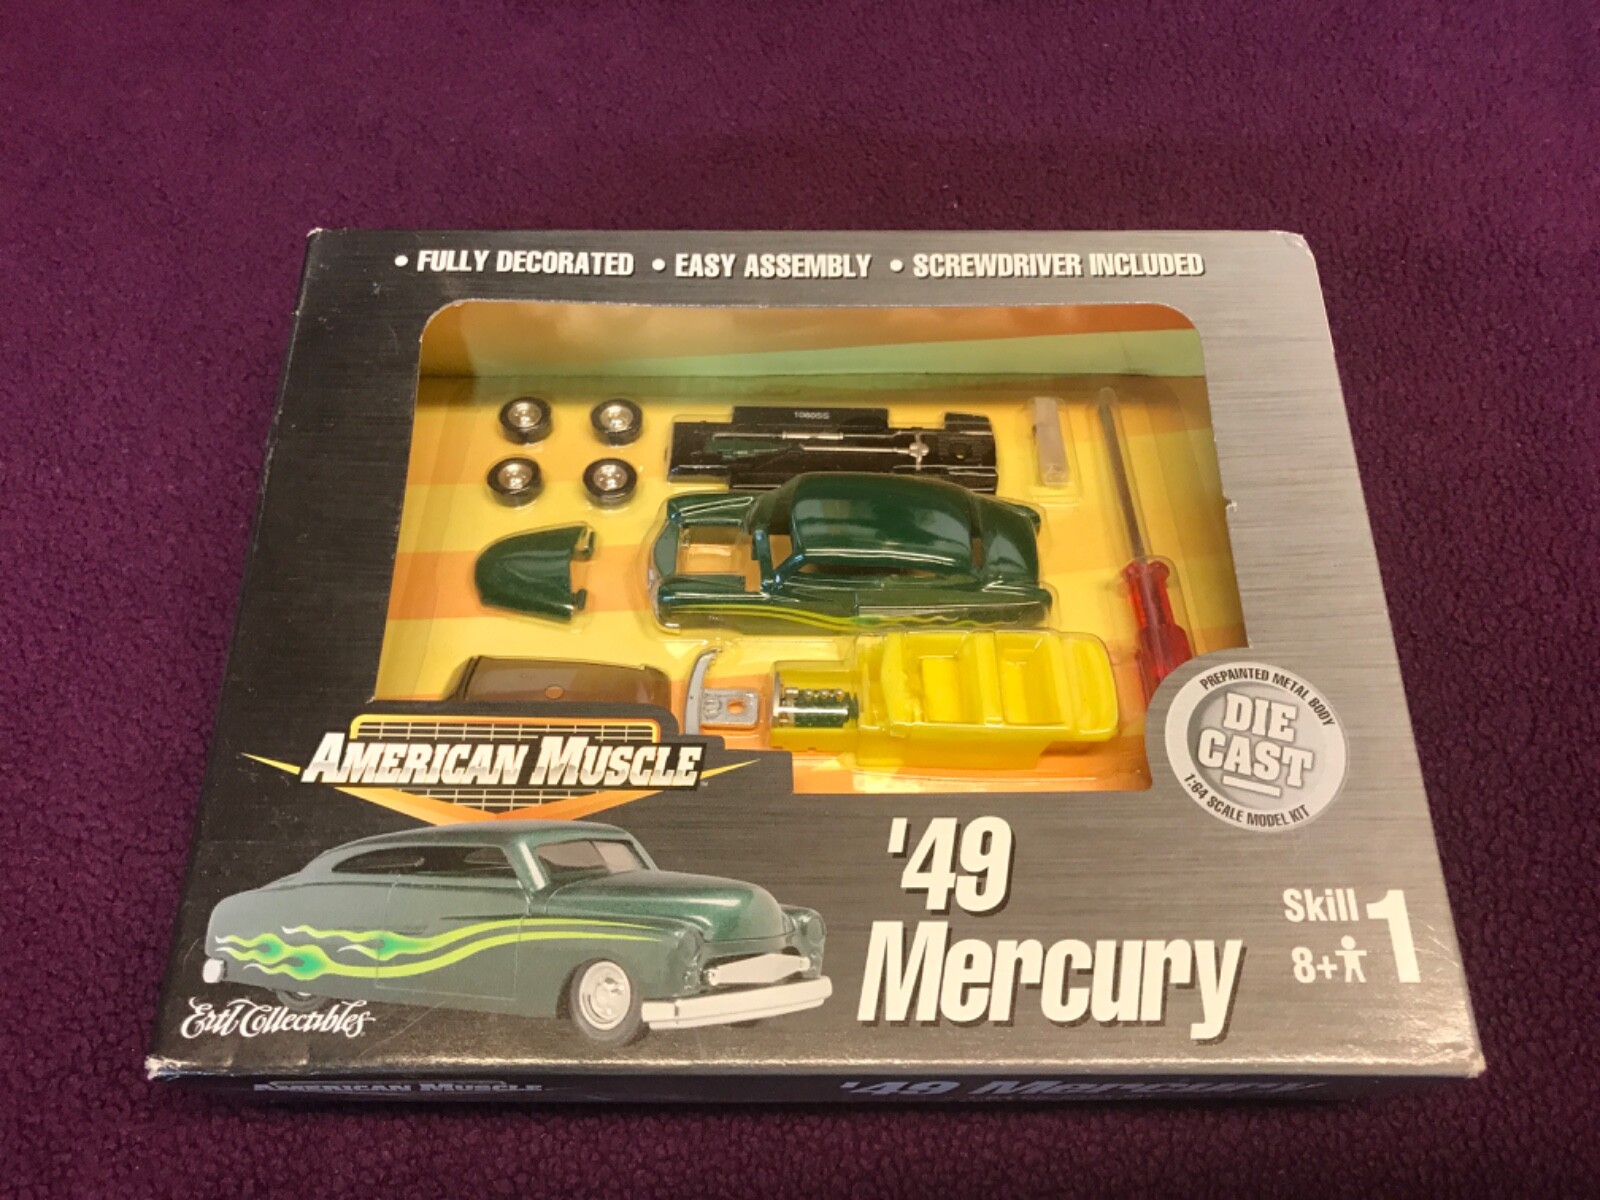 • FULLY DECORATED • EASY ASSEMBLY • SCREWDRIVER INCLUDED
1080SS
PREPAINTED METAL BODY
DIE
CAST
1:64 SCALE MODEL KIT
AMERICAN MUSCLE
'49
Mercury
Skill 1
8+
Ertl Collectibles
AMERICAN MUSCLE
'49 Mercury